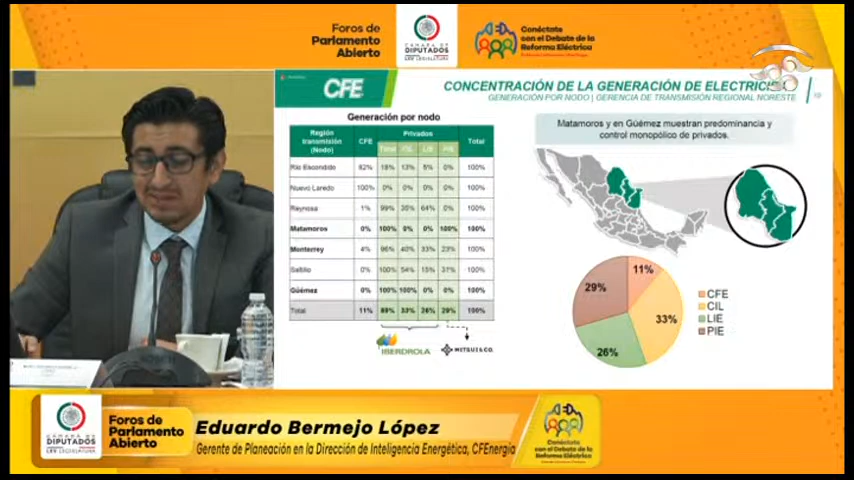 Foros de
Parlamento
Abierto
CÁMARA DE
DIPUTADOS
LXV LEGISLATURA
Conéctate
con el Debate de la
Reforma Eléctrica
CFE
CONCENTRACIÓN DE LA GENERACIÓN DE ELECTRICID
GENERACIÓN POR NODO | GERENCIA DE TRANSMISIÓN REGIONAL NORESTE
Generación por nodo
Región transmisión (Nodo) CFE Privados Total
Total CIL LIE PIE
Río Escondido 82% 18% 13% 5% 0% 100%
Nuevo Laredo 100% 0% 0% 0% 0% 100%
Reynosa 1% 99% 35% 64% 0% 100%
Matamoros 0% 100% 0% 0% 100% 100%
Monterrey 4% 96% 40% 33% 23% 100%
Saltillo 0% 100% 54% 15% 37% 100%
Güémez 0% 100% 100% 0% 0% 100%
Total 11% 89% 33% 26% 29% 100%
IBERDROLA
MITSUI & CO.
Matamoros y en Güémez muestran predominancia y
control monopólico de privados.
11%
33%
26%
29%
CFE
CIL
LIE
PIE
CÁMARA DE
DIPUTADOS
LXV LEGISLATURA
Foros de
Parlamento
Abierto
Eduardo Bermejo López
Gerente de Planeación en la Dirección de Inteligencia Energética, CFEnergía
Conéctate
con el Debate de la
Reforma Eléctrica